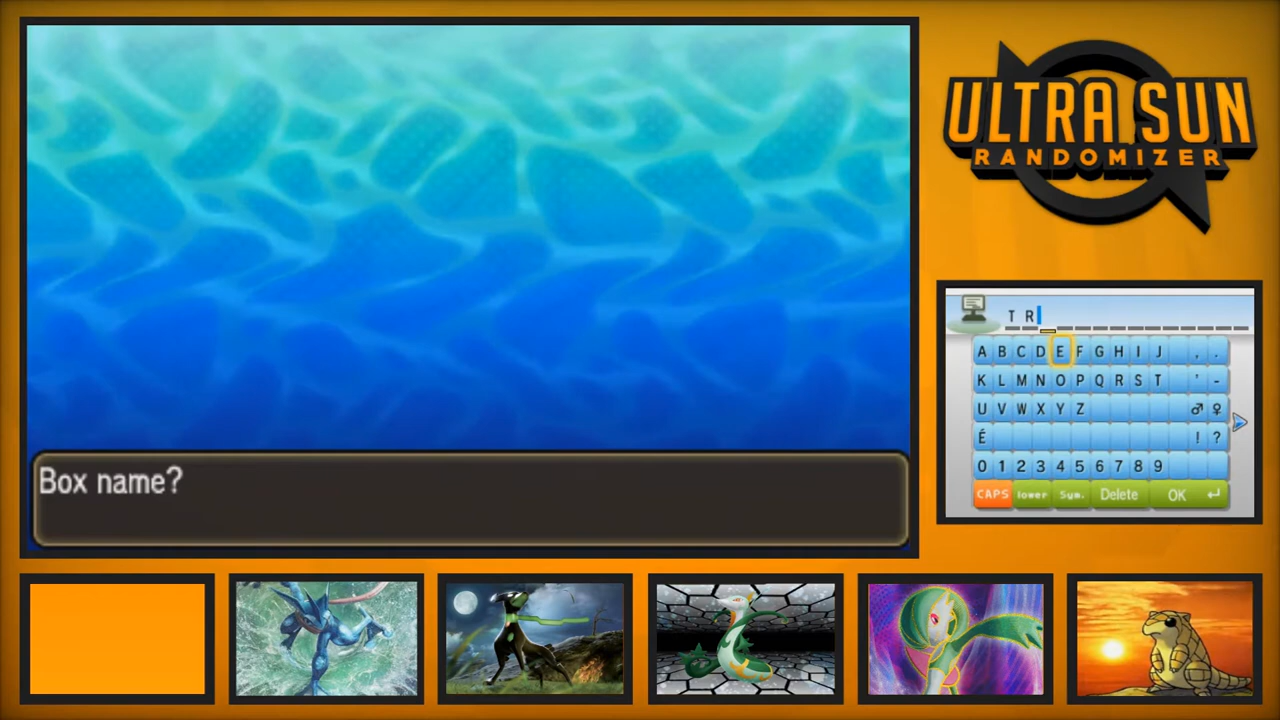 ULTRA SUN
RANDOMIZER
T R
A B C D E F G H I J , .
K L M N O P Q R S T ' -
U V W X Y Z ♂ ♀
É ! ?
0 1 2 3 4 5 6 7 8 9
CAPS lower Sym. Delete OK ↵
Box name?